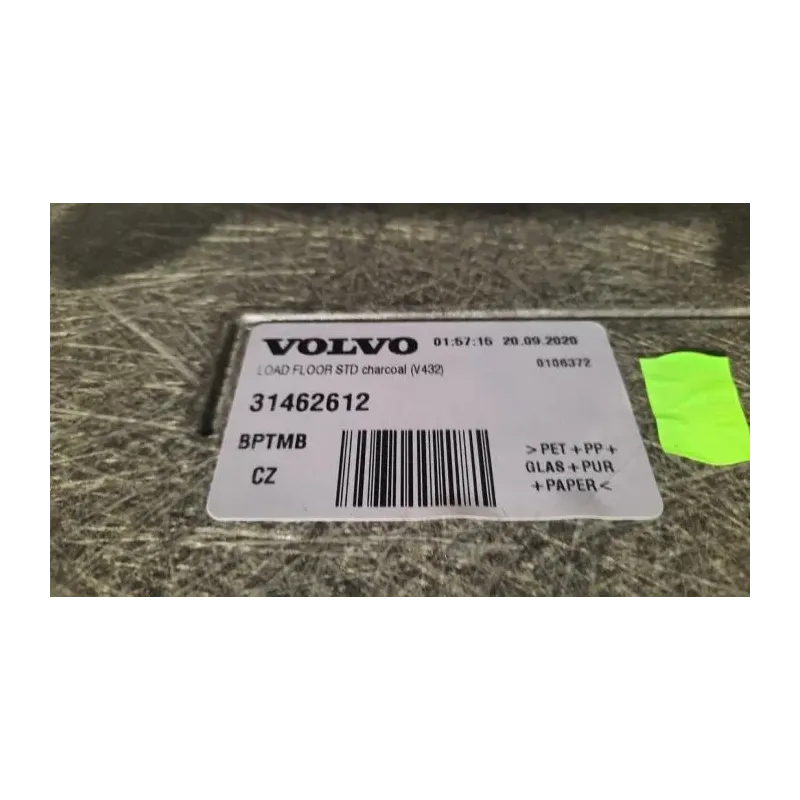 VOLVO 01:57:15 20.09.2020
LOAD FLOOR STD charcoal (V432) 0106372
31462612
BPTMB >PET+PP+
CZ GLAS+PUR
+PAPER<